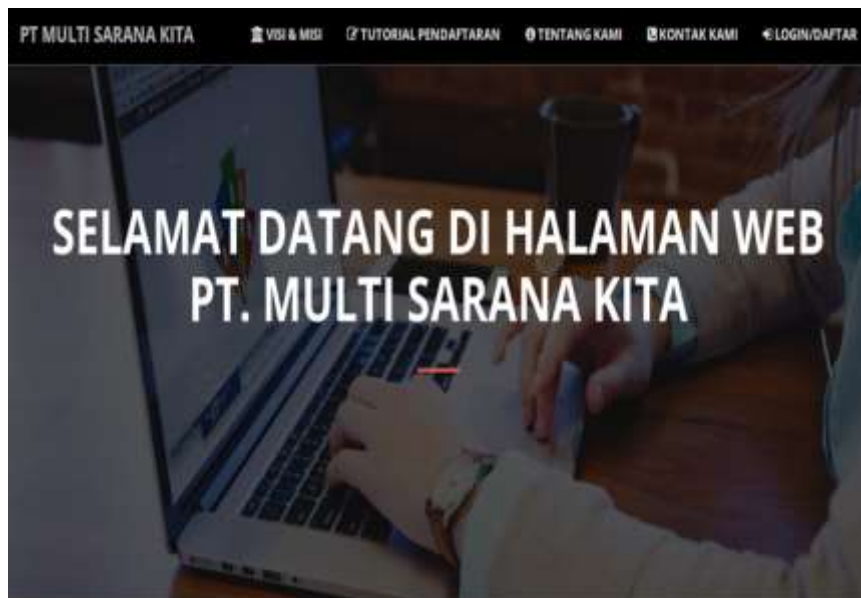 PT MULTI SARANA KITA
VISI & MISI
TUTORIAL PENDAFTARAN
TENTANG KAMI
KONTAK KAMI
LOGIN/DAFTAR
SELAMAT DATANG DI HALAMAN WEB
PT. MULTI SARANA KITA